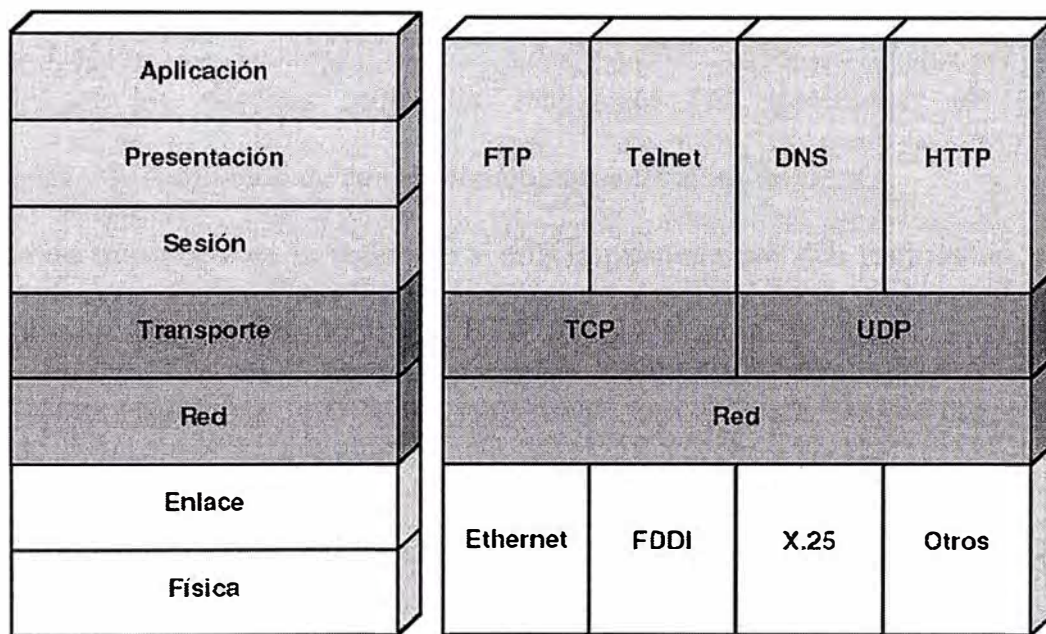 Aplicación
Presentación
Sesión
Transporte
Red
Enlace
Física
FTP Telnet DNS HTTP
TCP UDP
Red
Ethernet FDDI X.25 Otros